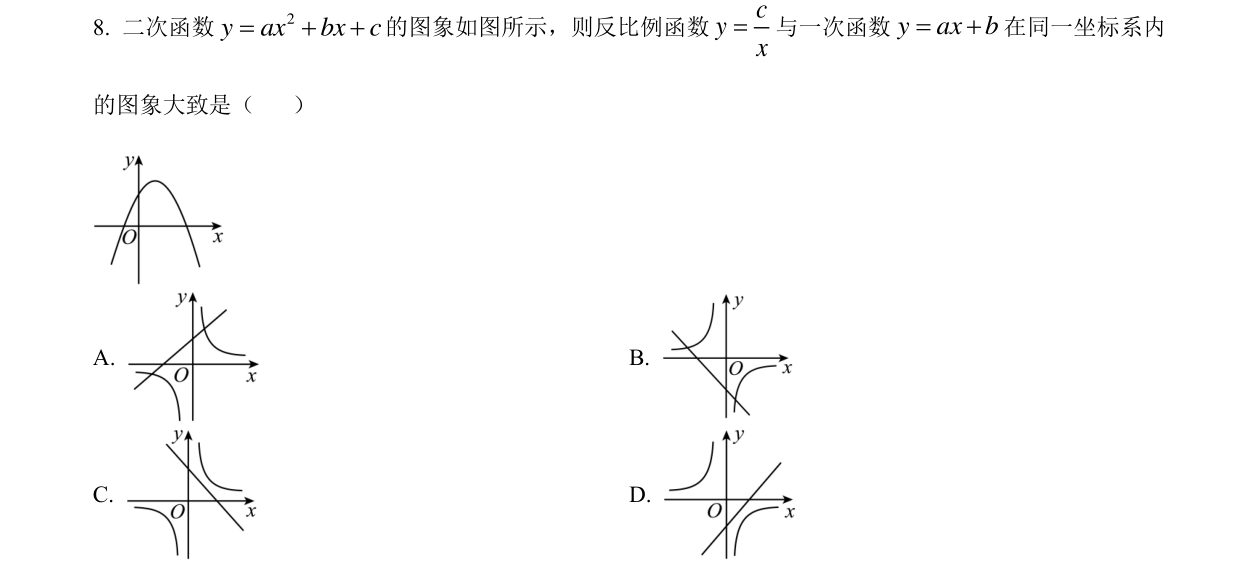 8. 二次函数 y = ax² + bx + c 的图象如图所示，则反比例函数 y = c/x 与一次函数 y = ax + b 在同一坐标系内
的图象大致是（    ）
y
O
x
A.
y
O
x
B.
y
O
x
C.
y
O
x
D.
y
O
x